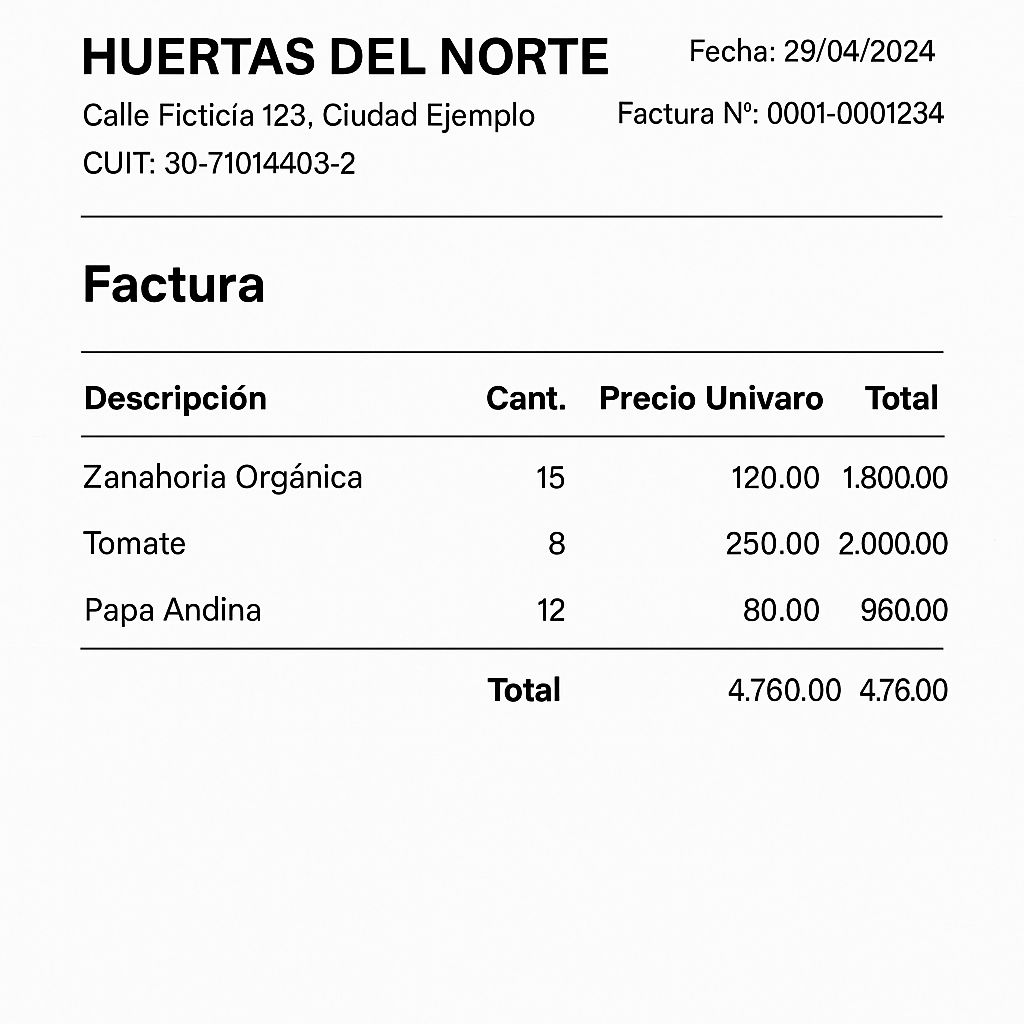 HUERTAS DEL NORTE Fecha: 29/04/2024
Calle Ficticía 123, Ciudad Ejemplo Factura Nº: 0001-0001234
CUIT: 30-71014403-2
Factura
Descripción Cant. Precio Univaro Total
Zanahoria Orgánica 15 120.00 1.800.00
Tomate 8 250.00 2.000.00
Papa Andina 12 80.00 960.00
Total 4.760.00 4.76.00